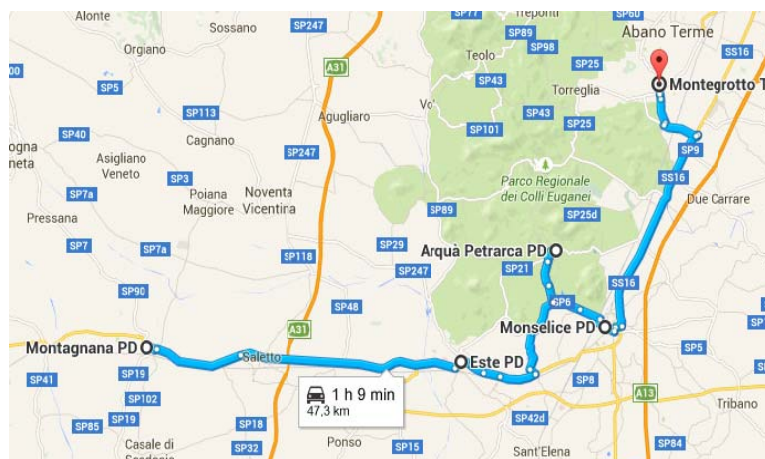 Alonte
Sossano
SP247
SP77
Treponti
SP60
Orgiano
SP89
Abano Terme
SS16
Teolo
SP98
SP25
A31
Montegrotto T
SP5
SP43
Torreglia
SP247
SP113
Agugliaro
SP43
SP40
Cagnano
SP101
SP25
Asigliano
Veneto
SP247
SP9
SP3
SP7a
Poiana
Maggiore
Noventa
Vicentina
Parco Regionale
dei Colli Euganei
Due Carrare
Pressana
SP89
SP25d
SP7
SP7a
SP29
Arquà Petrarca PD
SP118
SP247
SP21
SS16
SP90
SP48
SP6
A31
Monselice PD
Montagnana PD
Saletto
Este PD
SP5
SP41
SP19
SP8
1 h 9 min
47,3 km
A13
SP102
Tribano
SP19
SP85
SP18
SP42d
Casale di
Ponso
SP15
SP32
Sant'Elena
SP84